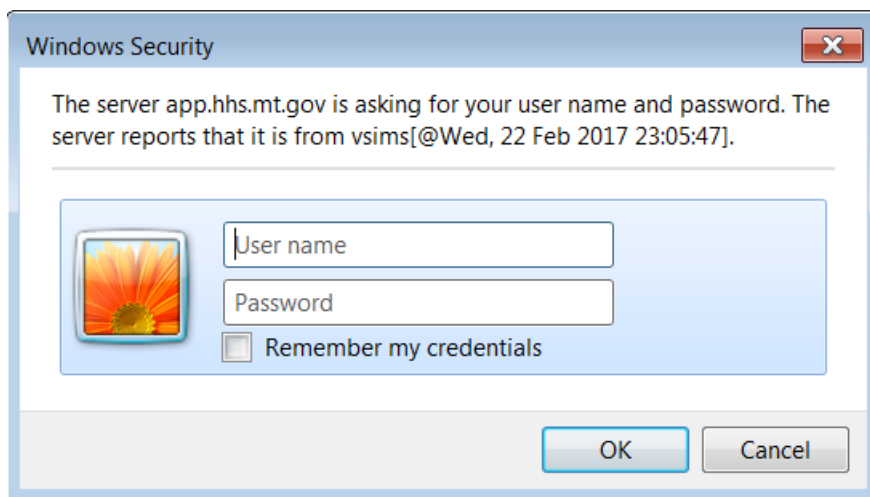 Windows Security
The server app.hhs.mt.gov is asking for your user name and password. The
server reports that it is from vsims[@Wed, 22 Feb 2017 23:05:47].
User name
Password
Remember my credentials
OK
Cancel